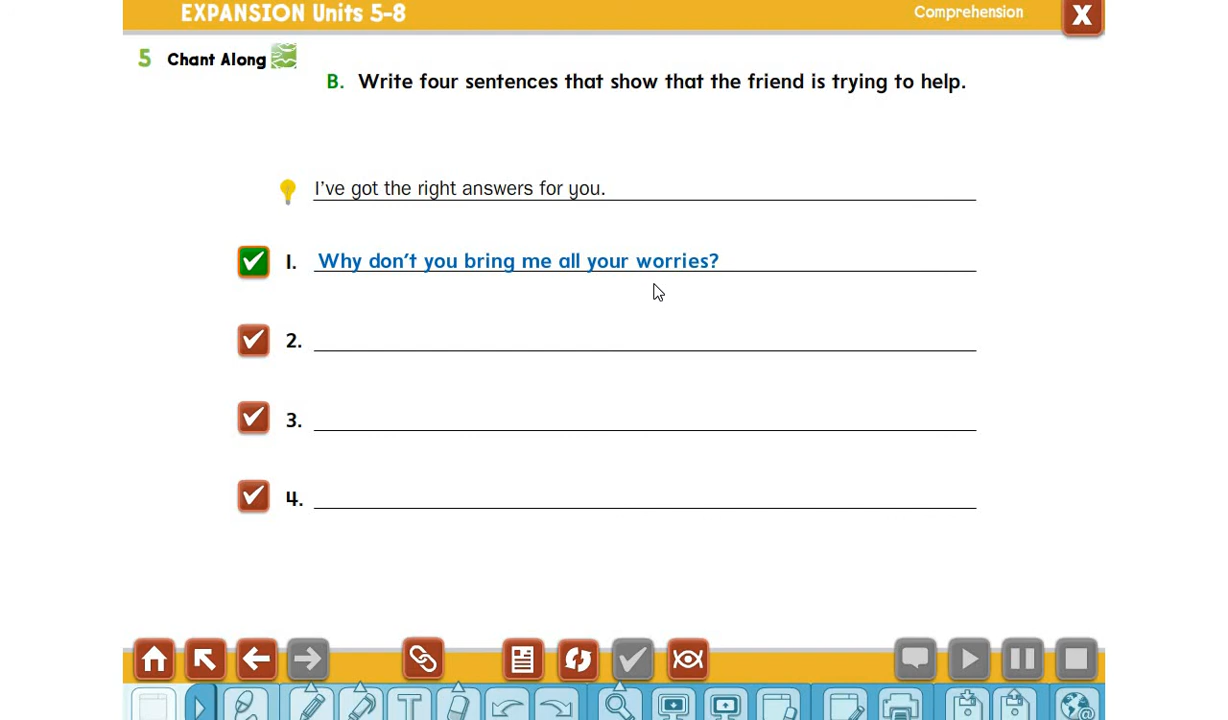 EXPANSION Units 5-8
Comprehension
X
5 Chant Along
B. Write four sentences that show that the friend is trying to help.
I've got the right answers for you.
1. Why don't you bring me all your worries?
2.
3.
4.
T